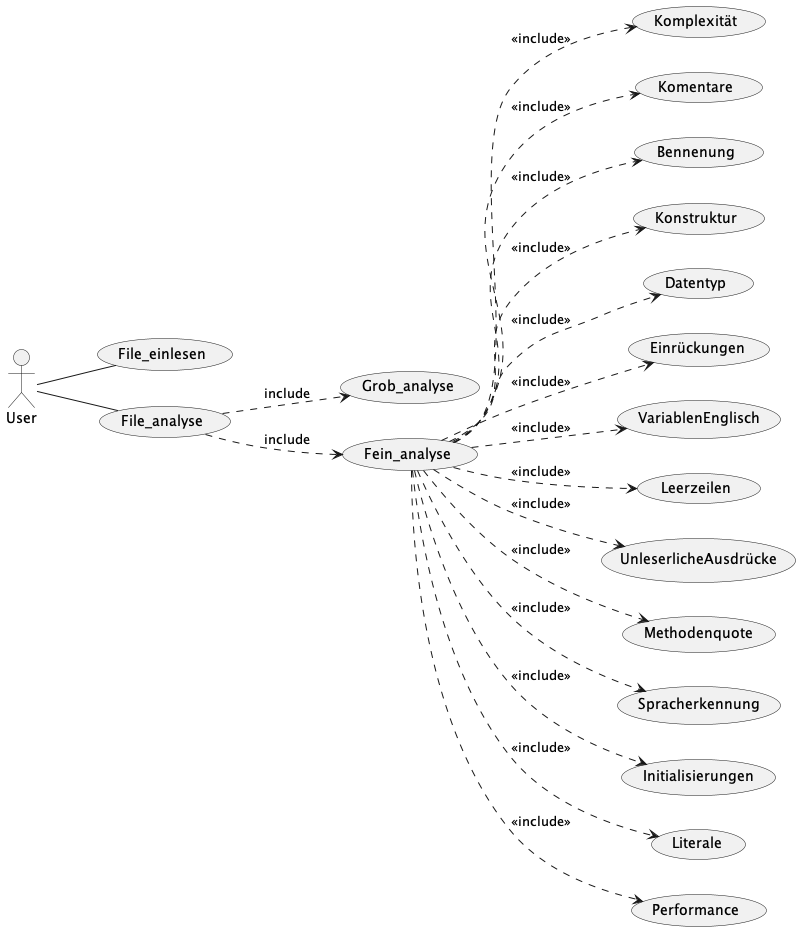 Komplexität
«include»
Komentare
«include»
Bennenung
«include»
Konstruktur
«include»
Datentyp
«include»
Einrückungen
File_einlesen
«include»
Grob_analyse
include
VariablenEnglisch
User
File_analyse
«include»
include
Fein_analyse
«include»
Leerzeilen
«include»
UnleserlicheAusdrücke
«include»
Methodenquote
«include»
Spracherkennung
«include»
Initialisierungen
«include»
Literale
«include»
Performance